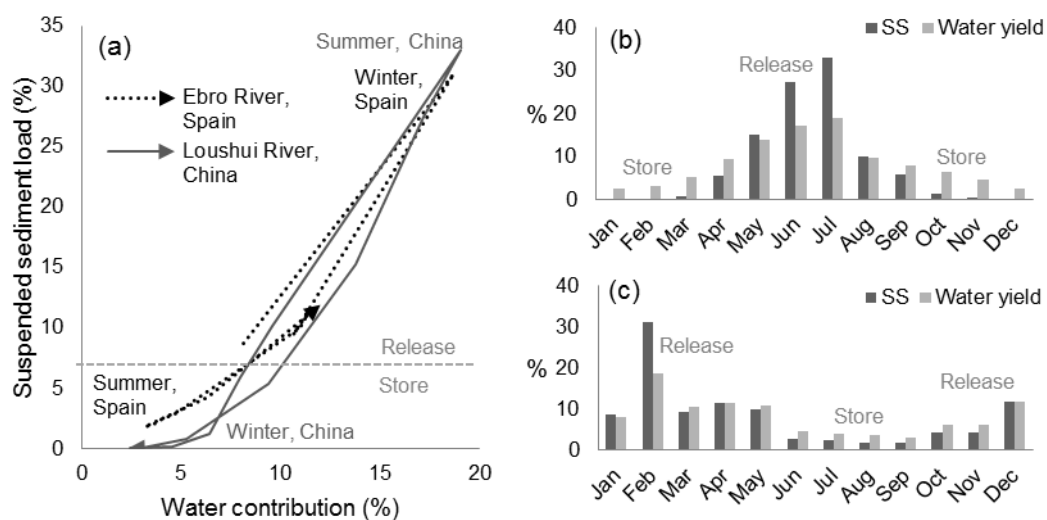 (a)
Suspended sediment load (%)
35
30
25
20
15
10
5
0
Summer, China
Winter,
Spain
Ebro River,
Spain
Loushui River,
China
Release
Store
Summer,
Spain
Winter, China
0 5 10 15 20
Water contribution (%)
(b)
SS Water yield
40
30
%
20
10
0
Release
Store
Store
Jan Feb Mar Apr May Jun Jul Aug Sep Oct Nov Dec
(c)
SS Water yield
40
30
%
20
10
0
Release
Release
Store
Jan Feb Mar Apr May Jun Jul Aug Sep Oct Nov Dec